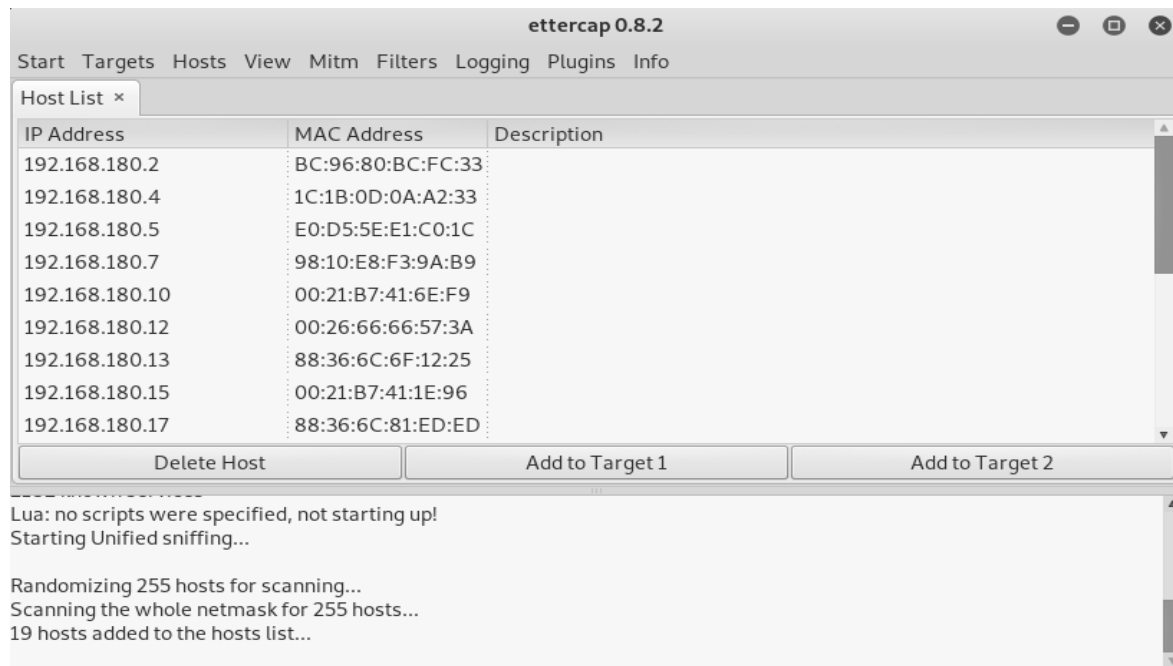 ettercap 0.8.2
Start Targets Hosts View Mitm Filters Logging Plugins Info
Host List ×
IP Address MAC Address Description
192.168.180.2 BC:96:80:BC:FC:33
192.168.180.4 1C:1B:0D:0A:A2:33
192.168.180.5 E0:D5:5E:E1:C0:1C
192.168.180.7 98:10:E8:F3:9A:B9
192.168.180.10 00:21:B7:41:6E:F9
192.168.180.12 00:26:66:66:57:3A
192.168.180.13 88:36:6C:6F:12:25
192.168.180.15 00:21:B7:41:1E:96
192.168.180.17 88:36:6C:81:ED:ED
Delete Host Add to Target 1 Add to Target 2
Lua: no scripts were specified, not starting up!
Starting Unified sniffing...
Randomizing 255 hosts for scanning...
Scanning the whole netmask for 255 hosts...
19 hosts added to the hosts list...